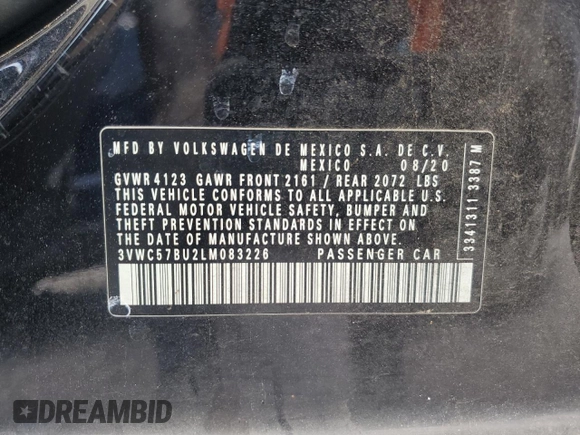 MFD BY VOLKSWAGEN DE MEXICO S.A. DE C.V.
MEXICO 08/20
GVWR 4123 GAWR FRONT 2161 / REAR 2072 LBS
THIS VEHICLE CONFORMS TO ALL APPLICABLE U.S.
FEDERAL MOTOR VEHICLE SAFETY, BUMPER AND
THEFT PREVENTION STANDARDS IN EFFECT ON
THE DATE OF MANUFACTURE SHOWN ABOVE.
3VWC57BU2LM083226 PASSENGER CAR
3341311 3387 M
DREAMBID